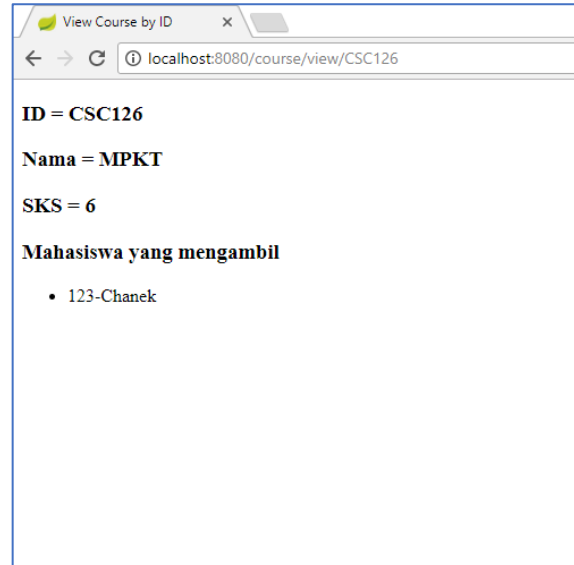 View Course by ID
localhost:8080/course/view/CSC126
ID = CSC126
Nama = MPKT
SKS = 6
Mahasiswa yang mengambil
• 123-Chanek